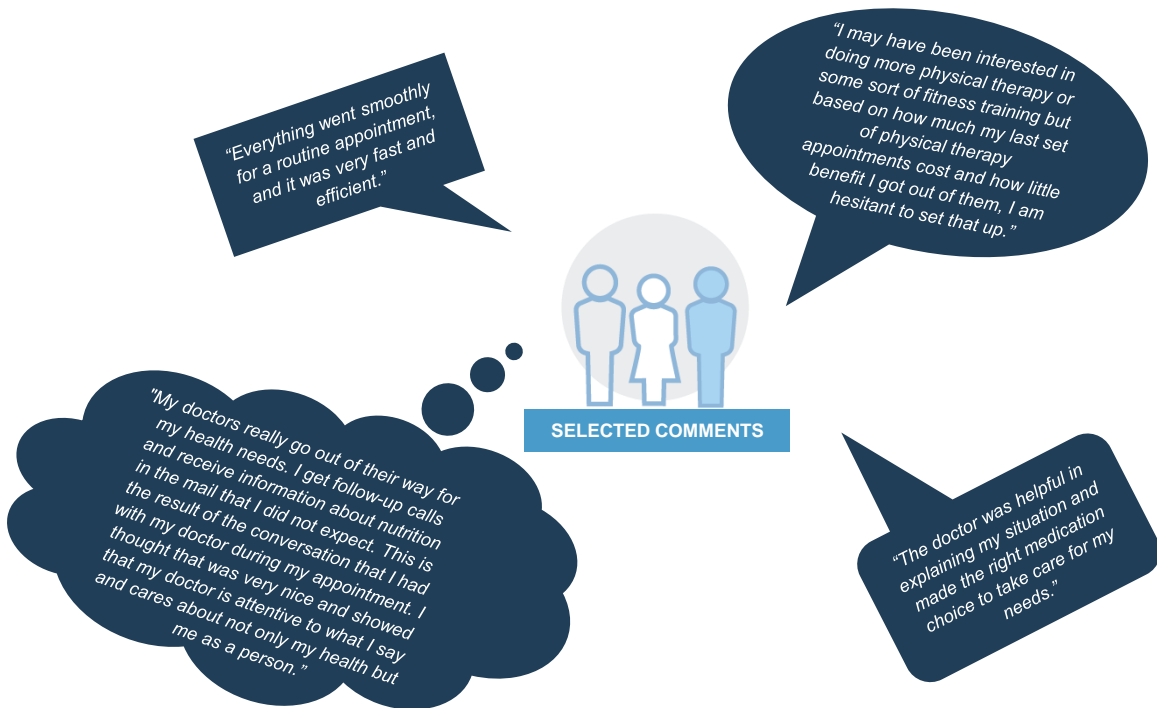 “Everything went smoothly
for a routine appointment,
and it was very fast and
efficient.”
“I may have been interested in
doing more physical therapy or
some sort of fitness training but
based on how much my last set
of physical therapy
appointments cost and how little
benefit I got out of them, I am
hesitant to set that up.”
SELECTED COMMENTS
"My doctors really go out of their way for
my health needs. I get follow-up calls
and receive information about nutrition
in the mail that I did not expect. This is
the result of the conversation that I had
with my doctor during my appointment. I
thought that was very nice and showed
that my doctor is attentive to what I say
and cares about not only my health but
me as a person.”
“The doctor was helpful in
explaining my situation and
made the right medication
choice to take care for my
needs.”